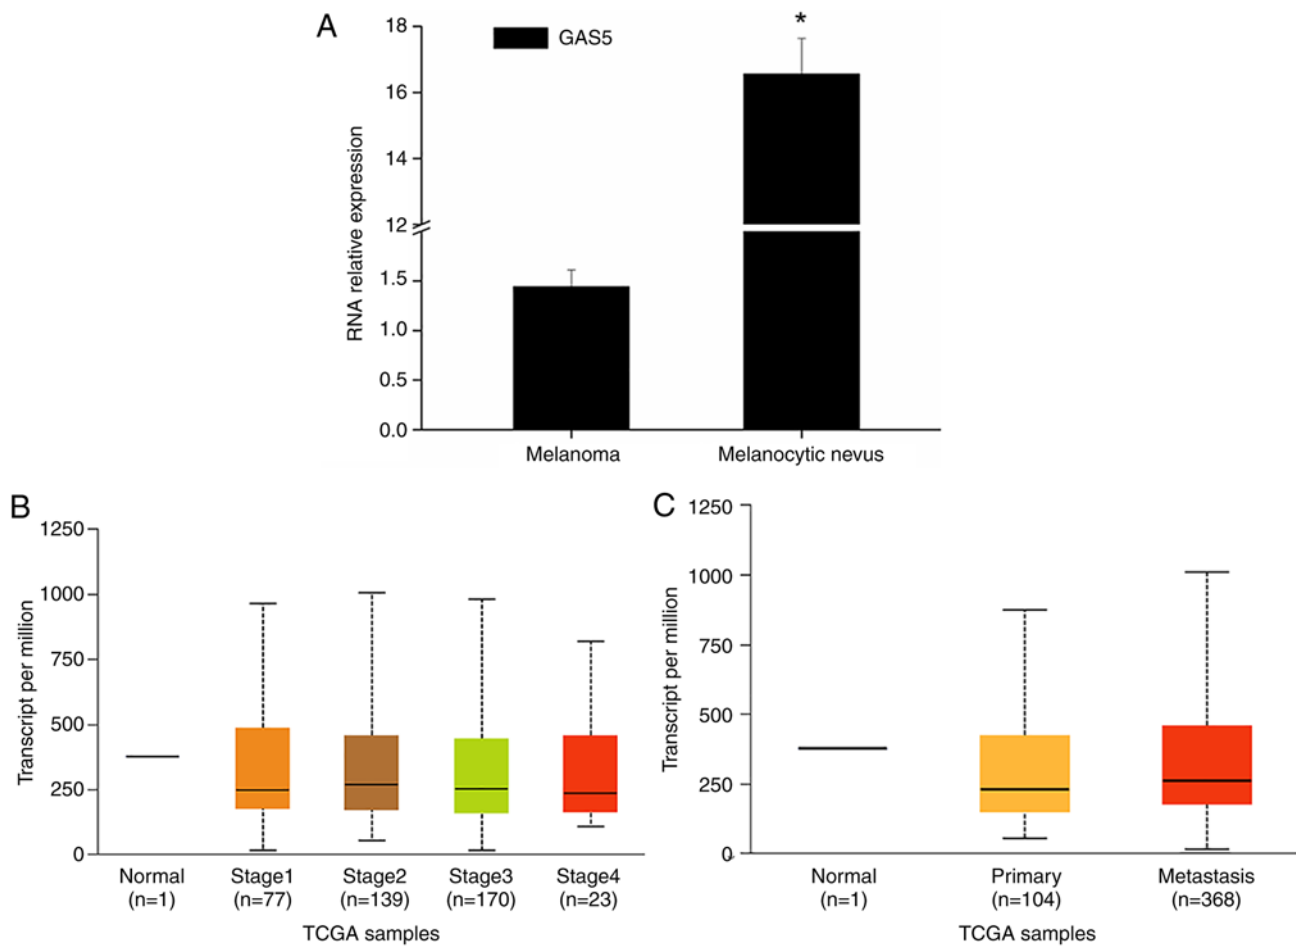 A
GAS5
RNA relative expression
18
16
14
12
1.5
1.0
0.5
0.0
*
Melanoma
Melanocytic nevus
B
Transcript per million
1250
1000
750
500
250
0
Normal
(n=1)
Stage1
(n=77)
Stage2
(n=139)
Stage3
(n=170)
Stage4
(n=23)
TCGA samples
C
Transcript per million
1250
1000
750
500
250
0
Normal
(n=1)
Primary
(n=104)
Metastasis
(n=368)
TCGA samples